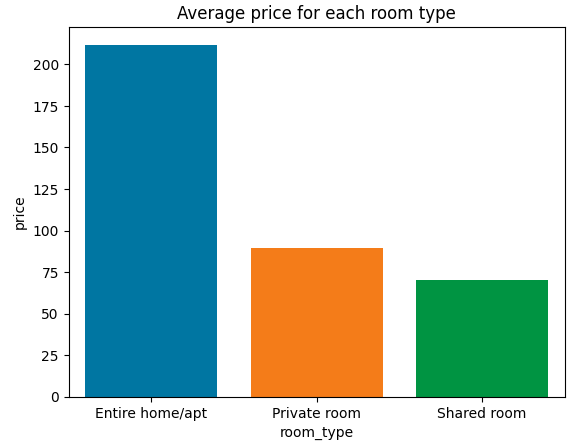 Average price for each room type
price
200
175
150
125
100
75
50
25
0
Entire home/apt
Private room
Shared room
room_type